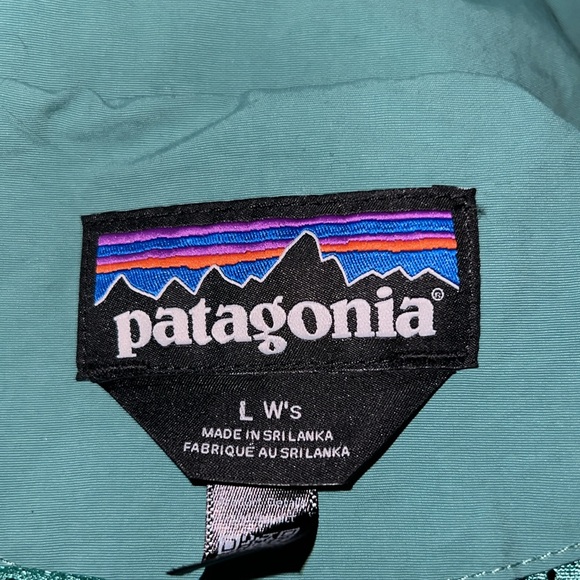 patagonia®
L W's
MADE IN SRI LANKA
FABRIQUÉ AU SRI LANKA